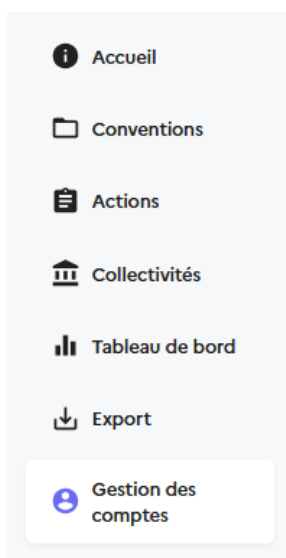 Accueil
Conventions
Actions
Collectivités
Tableau de bord
Export
Gestion des
comptes